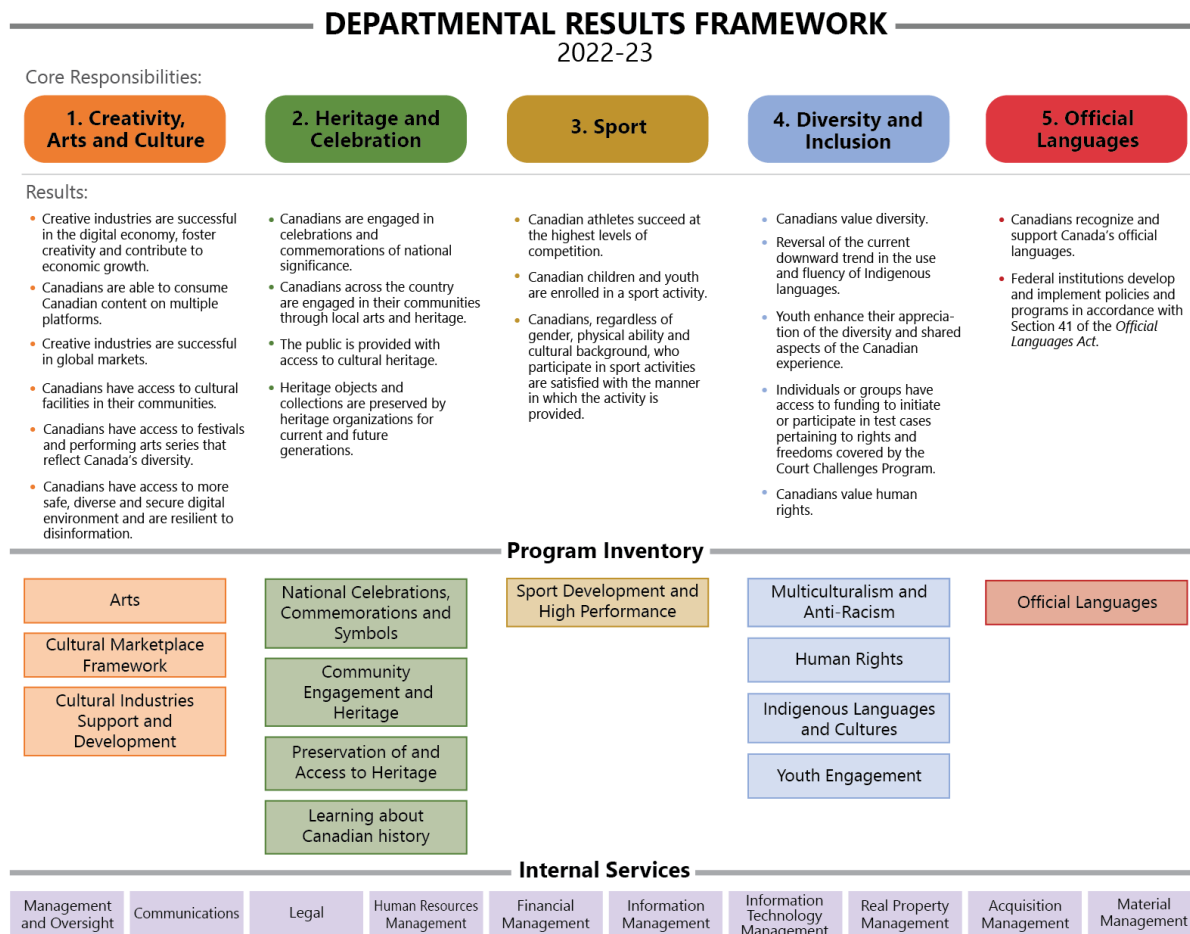 DEPARTMENTAL RESULTS FRAMEWORK
2022-23
Core Responsibilities:
1. Creativity,
Arts and Culture
2. Heritage and
Celebration
3. Sport
4. Diversity and
Inclusion
5. Official
Languages
Results:
• Creative industries are successful
in the digital economy, foster
creativity and contribute to
economic growth.
• Canadians are able to consume
Canadian content on multiple
platforms.
• Creative industries are successful
in global markets.
• Canadians have access to cultural
facilities in their communities.
• Canadians have access to festivals
and performing arts series that
reflect Canada's diversity.
• Canadians have access to more
safe, diverse and secure digital
environment and are resilient to
disinformation.
• Canadians are engaged in
celebrations and
commemorations of national
significance.
• Canadians across the country
are engaged in their communities
through local arts and heritage.
• The public is provided with
access to cultural heritage.
• Heritage objects and
collections are preserved by
heritage organizations for
current and future
generations.
• Canadian athletes succeed at
the highest levels of
competition.
• Canadian children and youth
are enrolled in a sport activity.
• Canadians, regardless of
gender, physical ability and
cultural background, who
participate in sport activities
are satisfied with the manner
in which the activity is
provided.
• Canadians value diversity.
• Reversal of the current
downward trend in the use
and fluency of Indigenous
languages.
• Youth enhance their apprecia-
tion of the diversity and shared
aspects of the Canadian
experience.
• Individuals or groups have
access to funding to initiate
or participate in test cases
pertaining to rights and
freedoms covered by the
Court Challenges Program.
• Canadians value human
rights.
• Canadians recognize and
support Canada's official
languages.
• Federal institutions develop
and implement policies and
programs in accordance with
Section 41 of the Official
Languages Act.
Program Inventory
Arts
Cultural Marketplace
Framework
Cultural Industries
Support and
Development
National Celebrations,
Commemorations and
Symbols
Community
Engagement and
Heritage
Preservation of and
Access to Heritage
Learning about
Canadian history
Sport Development and
High Performance
Multiculturalism and
Anti-Racism
Human Rights
Indigenous Languages
and Cultures
Youth Engagement
Official Languages
Internal Services
Management
and Oversight
Communications
Legal
Human Resources
Management
Financial
Management
Information
Management
Information
Technology
Management
Real Property
Management
Acquisition
Management
Material
Management